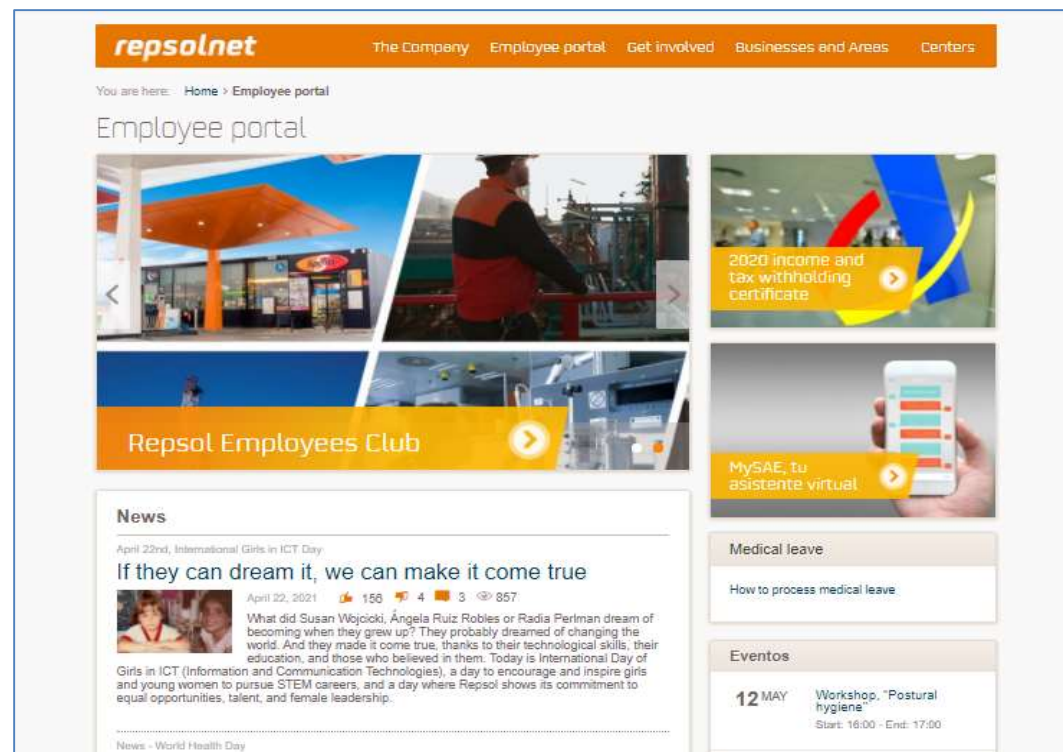 repsolnet
The Company Employee portal Get involved Businesses and Areas Centers
You are here: Home > Employee portal
Employee portal
Repsol Employees Club
2020 income and
tax withholding
certificate
MySAE, tu
asistente virtual
News
April 22nd, International Girls in ICT Day
If they can dream it, we can make it come true
April 22, 2021 156 4 3 857
What did Susan Wojcicki, Ángela Ruiz Robles or Radia Perlman dream of
becoming when they grew up? They probably dreamed of changing the
world. And they made it come true, thanks to their technological skills, their
education, and those who believed in them. Today is International Day of
Girls in ICT (Information and Communication Technologies), a day to encourage and inspire girls
and young women to pursue STEM careers, and a day where Repsol shows its commitment to
equal opportunities, talent, and female leadership.
News - World Health Day
Medical leave
How to process medical leave
Eventos
12 MAY Workshop, "Postural
hygiene"
Start: 16:00 - End: 17:00